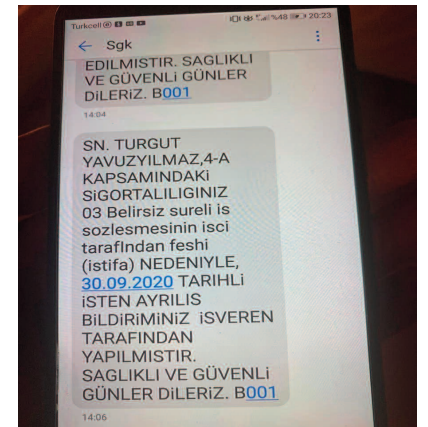 Turkcell
%48 20:23
Sgk
EDILMISTIR. SAGLIKLI
VE GÜVENLi GÜNLER
DiLERiZ. B001
14:04
SN. TURGUT
YAVUZYILMAZ,4-A
KAPSAMINDAKi
SiGORTALILIGINIZ
03 Belirsiz sureli is
sozlesmesinin isci
tarafIndan feshi
(istifa) NEDENIYLE,
30.09.2020 TARIHLi
iSTEN AYRILIS
BiLDiRiMiNiZ iSVEREN
TARAFINDAN
YAPILMISTIR.
SAGLIKLI VE GÜVENLi
GÜNLER DiLERiZ. B001
14:06